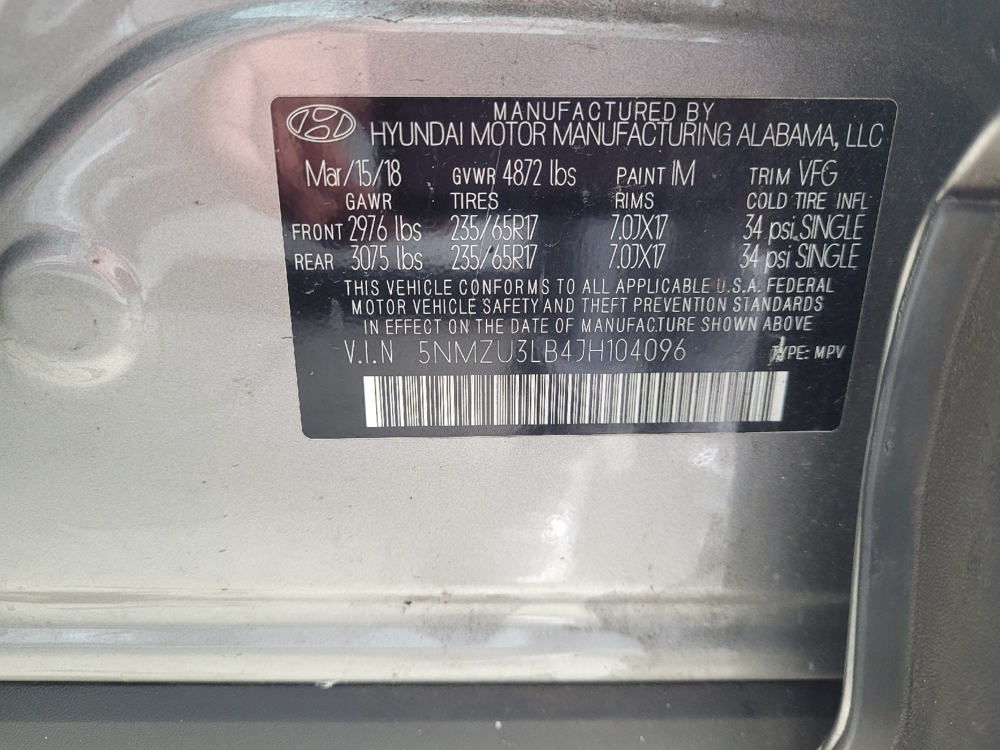 MANUFACTURED BY
HYUNDAI MOTOR MANUFACTURING ALABAMA, LLC
Mar/15/18 GVWR 4872 lbs PAINT IM TRIM VFG
GAWR TIRES RIMS COLD TIRE INFL
FRONT 2976 lbs 235/65R17 7.0JX17 34 psi SINGLE
REAR 3075 lbs 235/65R17 7.0JX17 34 psi SINGLE
THIS VEHICLE CONFORMS TO ALL APPLICABLE U.S.A. FEDERAL
MOTOR VEHICLE SAFETY AND THEFT PREVENTION STANDARDS
IN EFFECT ON THE DATE OF MANUFACTURE SHOWN ABOVE
V.I.N 5NMZU3LB4JH104096 TYPE: MPV